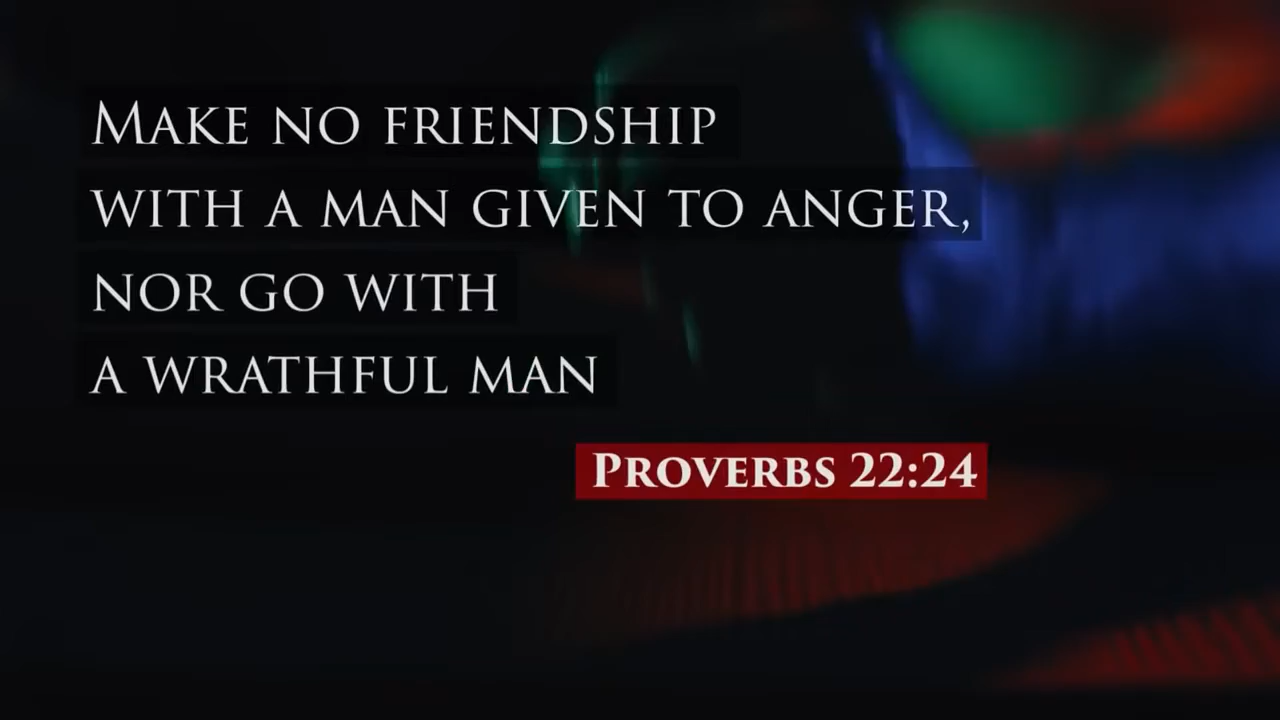 Make no friendship
with a man given to anger,
nor go with
a wrathful man
Proverbs 22:24